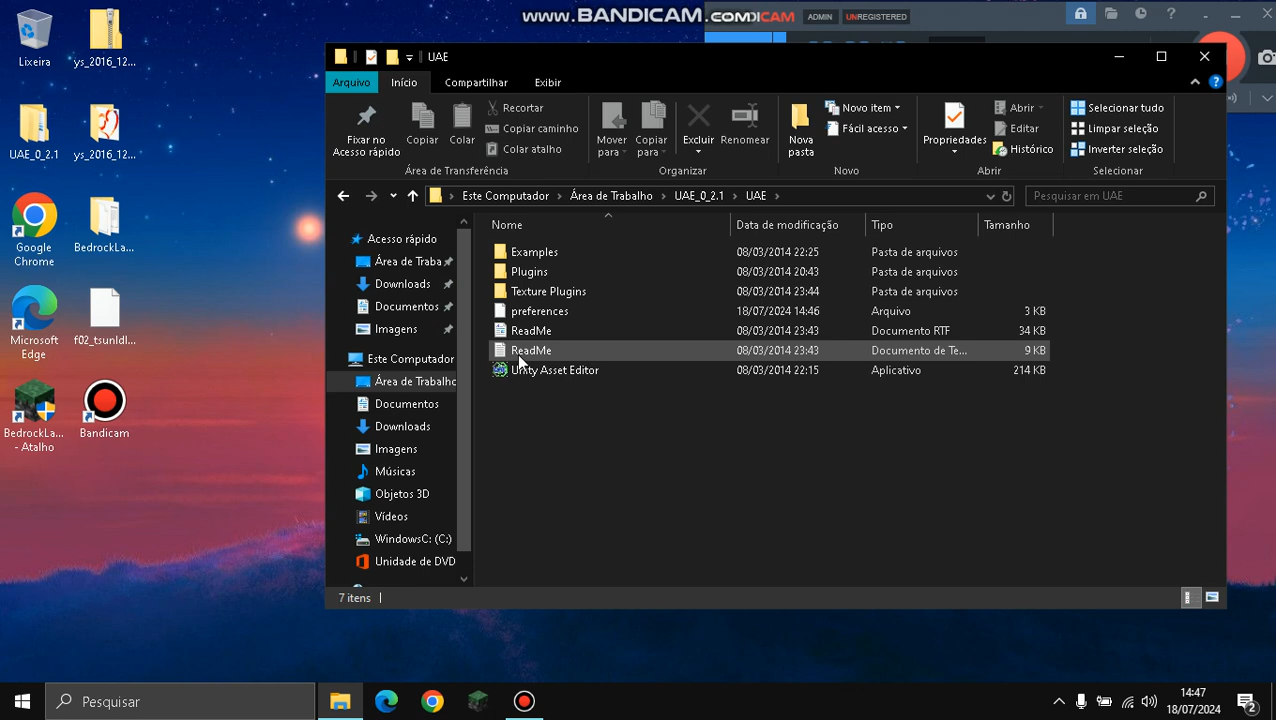 www.BANDICAM.com
DICAM
ADMIN
UNREGISTERED
Lixeira
ys_2016_12...
UAE_0_2.1
ys_2016_12...
Google
Chrome
BedrockLa...
Microsoft
Edge
f02_tsunldl...
BedrockLa...
- Atalho
Bandicam
UAE
Arquivo
Início
Compartilhar
Exibir
Fixar no
Acesso rápido
Copiar
Colar
Recortar
Copiar caminho
Colar atalho
Área de Transferência
Mover
para
Copiar
para
Excluir
Renomear
Organizar
Nova
pasta
Novo item
Fácil acesso
Novo
Propriedades
Abrir
Editar
Histórico
Abrir
Selecionar tudo
Limpar seleção
Inverter seleção
Selecionar
Este Computador > Área de Trabalho > UAE_0_2.1 > UAE >
Pesquisar em UAE
Acesso rápido
Área de Traba
Downloads
Documentos
Imagens
Este Computador
Área de Trabalho
Documentos
Downloads
Imagens
Músicas
Objetos 3D
Vídeos
WindowsC: (C:)
Unidade de DVD
Nome Data de modificação Tipo Tamanho
Examples 08/03/2014 22:25 Pasta de arquivos
Plugins 08/03/2014 20:43 Pasta de arquivos
Texture Plugins 08/03/2014 23:44 Pasta de arquivos
preferences 18/07/2024 14:46 Arquivo 3 KB
ReadMe 08/03/2014 23:43 Documento RTF 34 KB
ReadMe 08/03/2014 23:43 Documento de Te... 9 KB
Unity Asset Editor 08/03/2014 22:15 Aplicativo 214 KB
7 itens
Pesquisar
14:47
18/07/2024
2